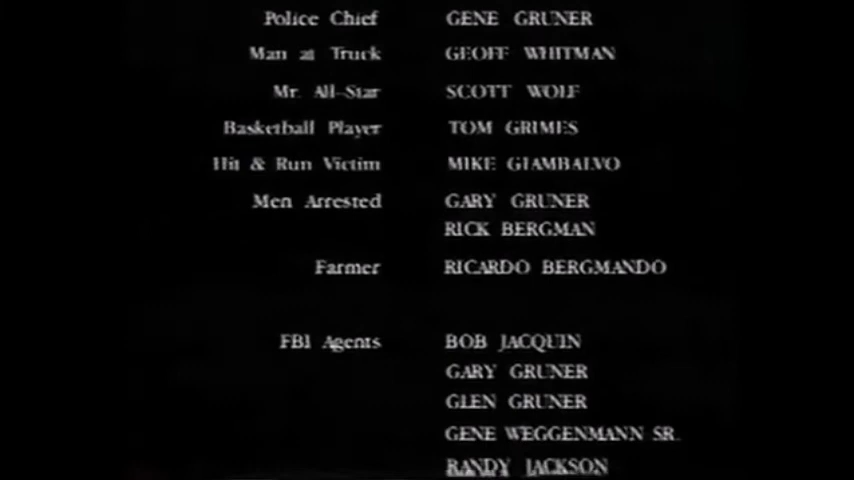 Police Chief GENE GRUNER
Man at Truck GEOFF WHITMAN
Mr. All-Star SCOTT WOLF
Basketball Player TOM GRIMES
Hit & Run Victim MIKE GIAMBALVO
Men Arrested GARY GRUNER
RICK BERGMAN
Farmer RICARDO BERGMANDO
FBI Agents BOB JACQUIN
GARY GRUNER
GLEN GRUNER
GENE WEGGENMANN SR.
RANDY JACKSON